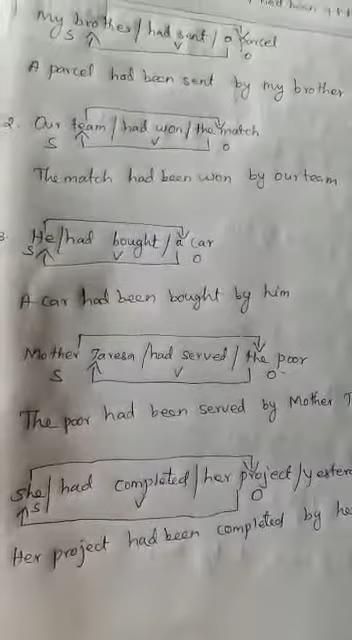 My brother/had sent/a parcel
S V O
A parcel had been sent by my brother
2. Our team/had won/the match
S V O
The match had been won by our team
3. He/had bought/a car
S V O
A car had been bought by him
Mother Taresa/had served/the poor
S V O
The poor had been served by Mother T
she/had completed/her project/yester
S V O
Her project had been completed by he